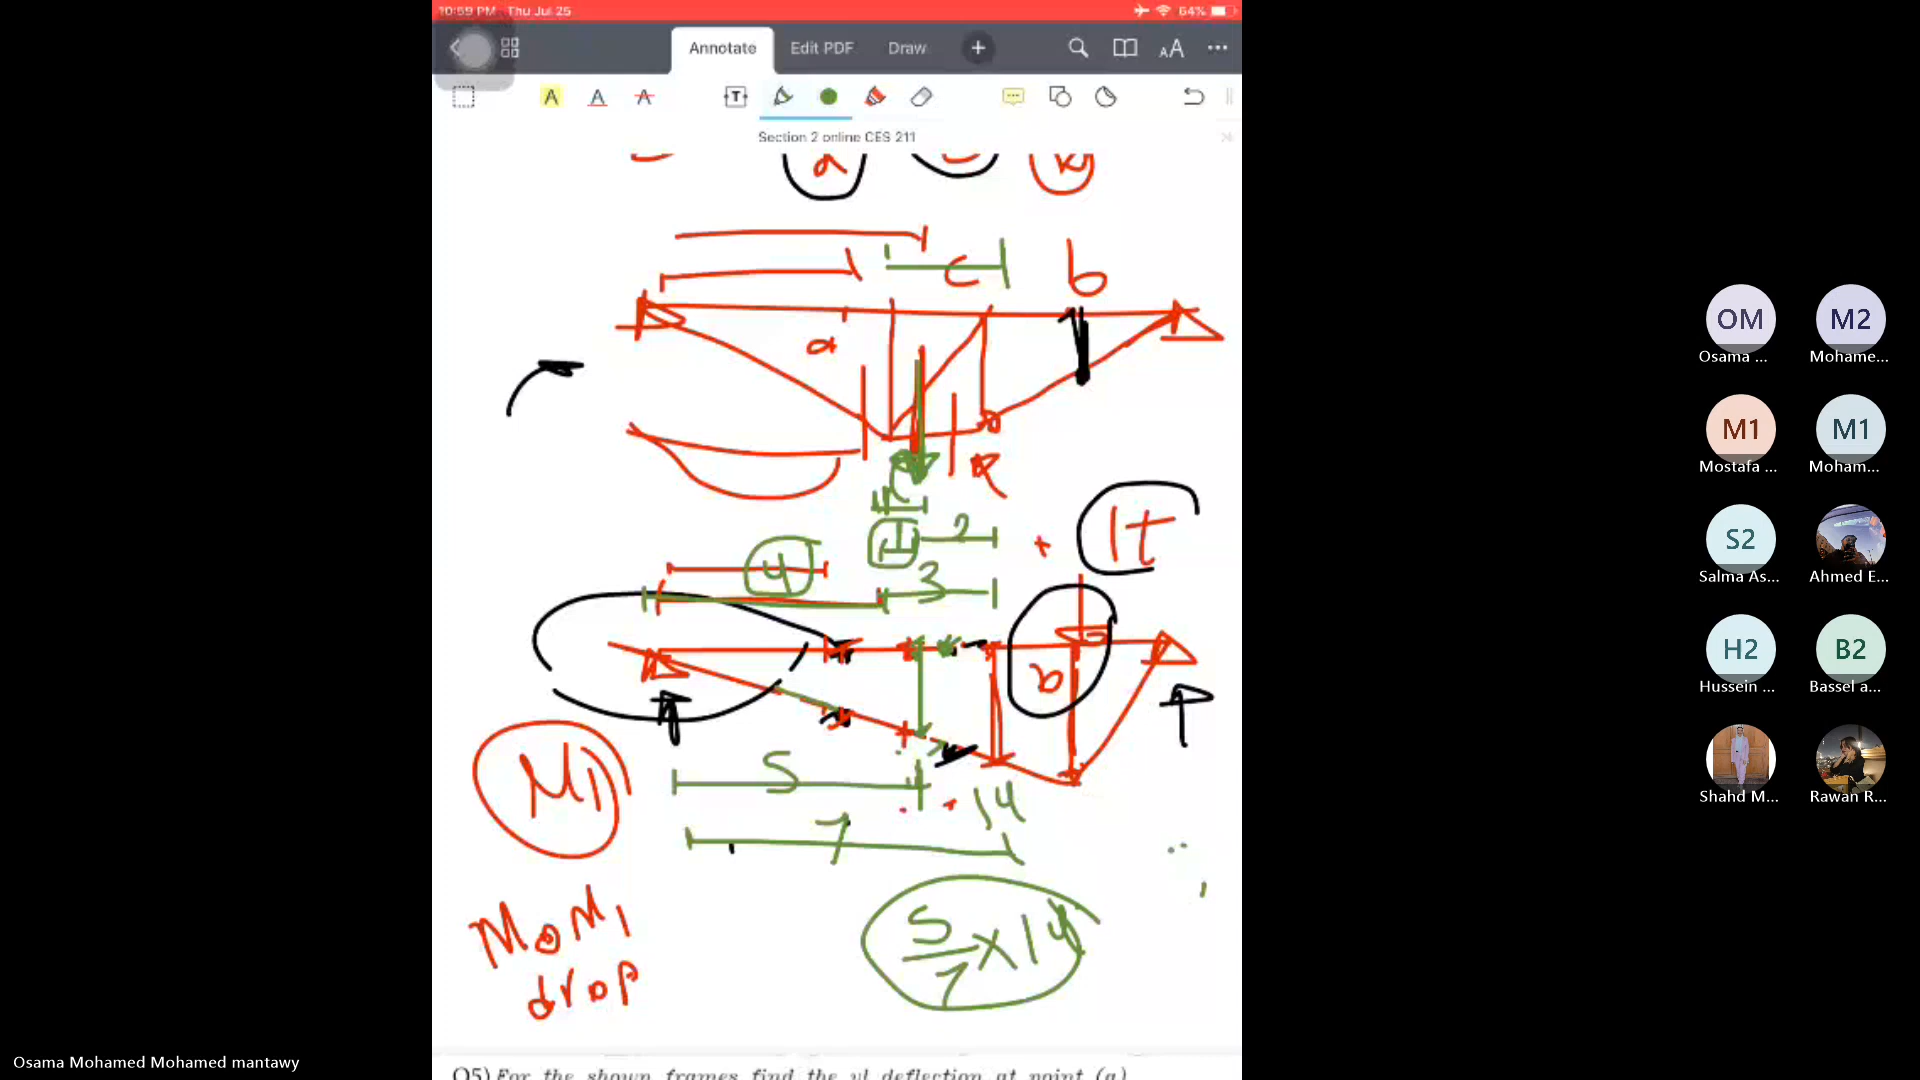 10:59 PM Thu Jul 25
64%
Annotate
Edit PDF
Draw
Section 2 online CES 211
a
c
b
a
2
+
1t
4
3
b
M1
5
14
7
5/7 x 14
M0 M1
drop
Q5) For the shown frames find the vl deflection at point (a)
OM
Osama ...
M2
Mohame...
M1
Mostafa ...
M1
Moham...
S2
Salma As...
Ahmed E...
H2
Hussein ...
B2
Bassel a...
Shahd M...
Rawan R...
Osama Mohamed Mohamed mantawy